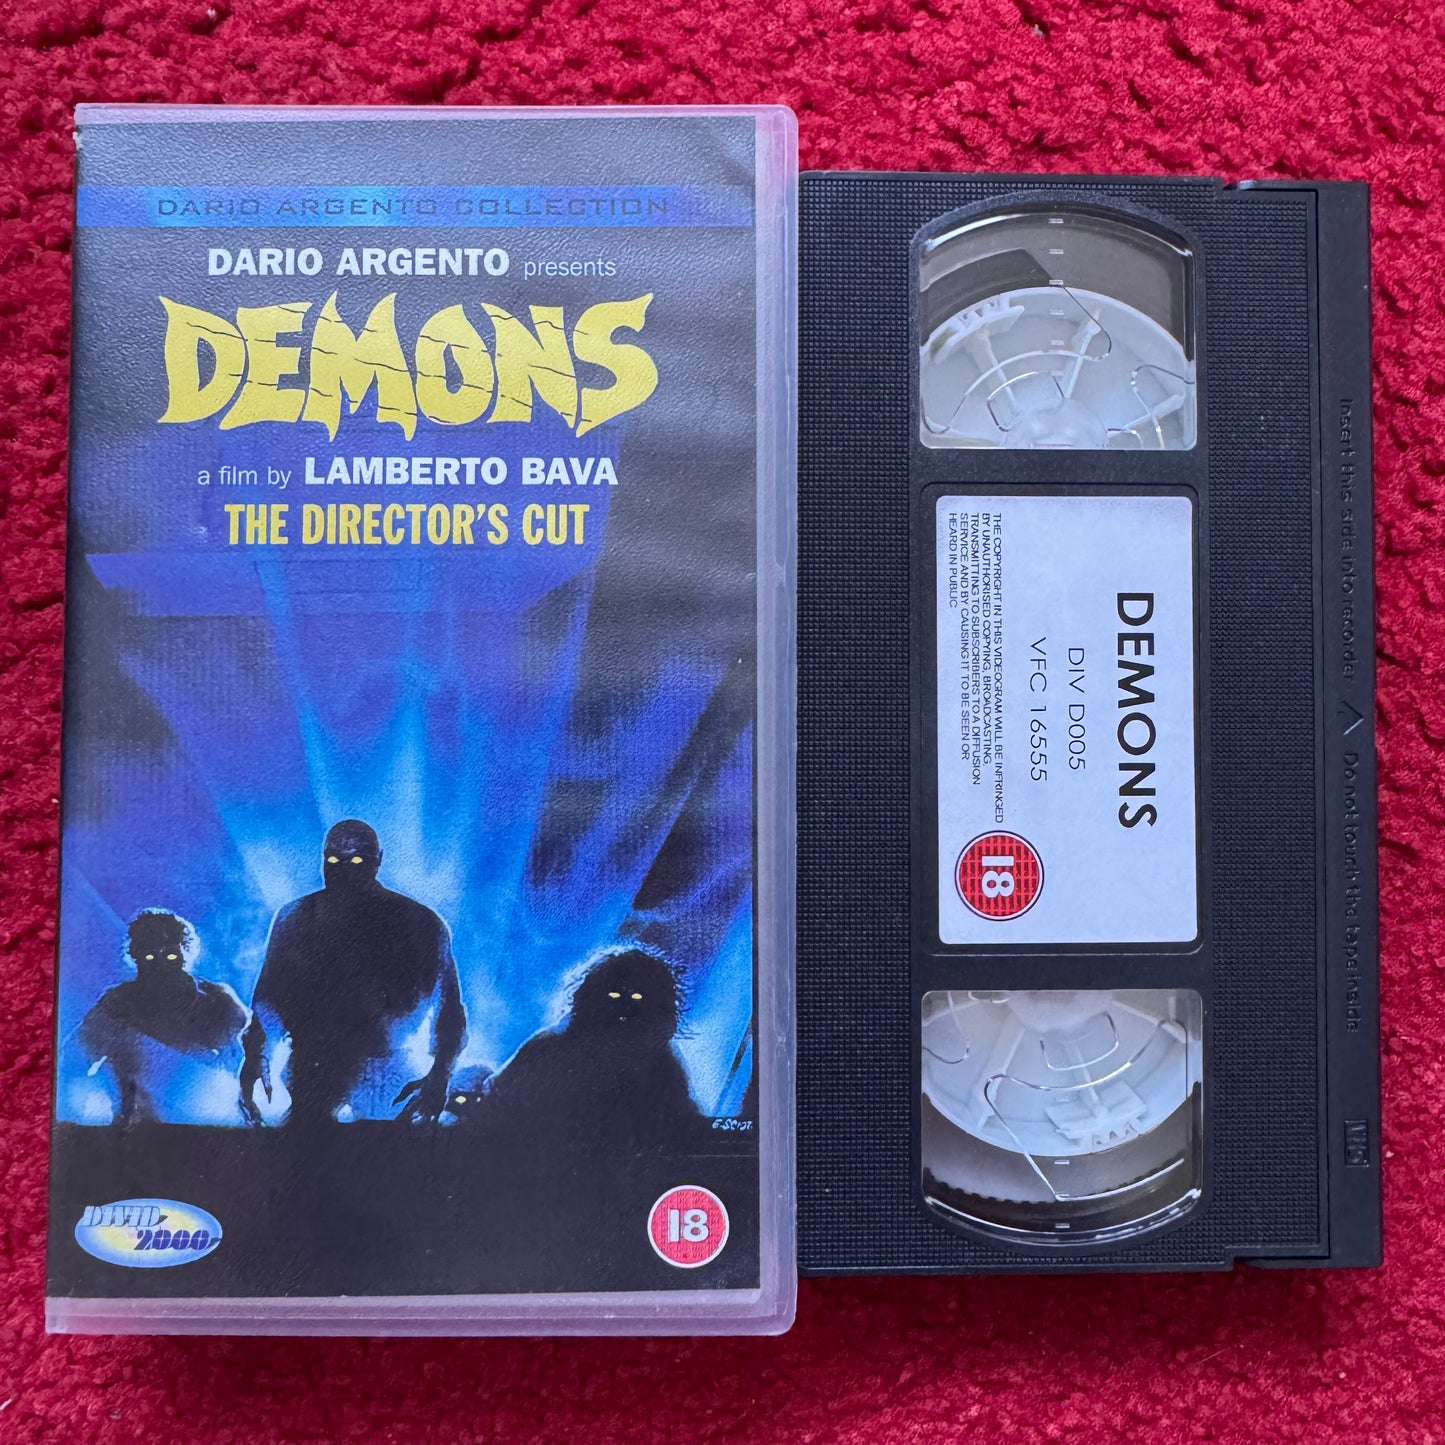 DARIO ARGENTO COLLECTION
DARIO ARGENTO presents
DEMONS
a film by LAMBERTO BAVA
THE DIRECTOR'S CUT
E-SCIOT
18
DEMONS
DIV D005
VFC 16555
THE COPYRIGHT IN THIS VIDEOGRAM WILL BE INFRINGED
BY UNAUTHORISED COPYING, BROADCASTING,
TRANSMITTING TO SUBSCRIBERS TO A DIFFUSION
SERVICE AND BY CAUSING IT TO BE SEEN OR
HEARD IN PUBLIC
18
Insert this side into recorder △ Do not touch the tape inside
VHS